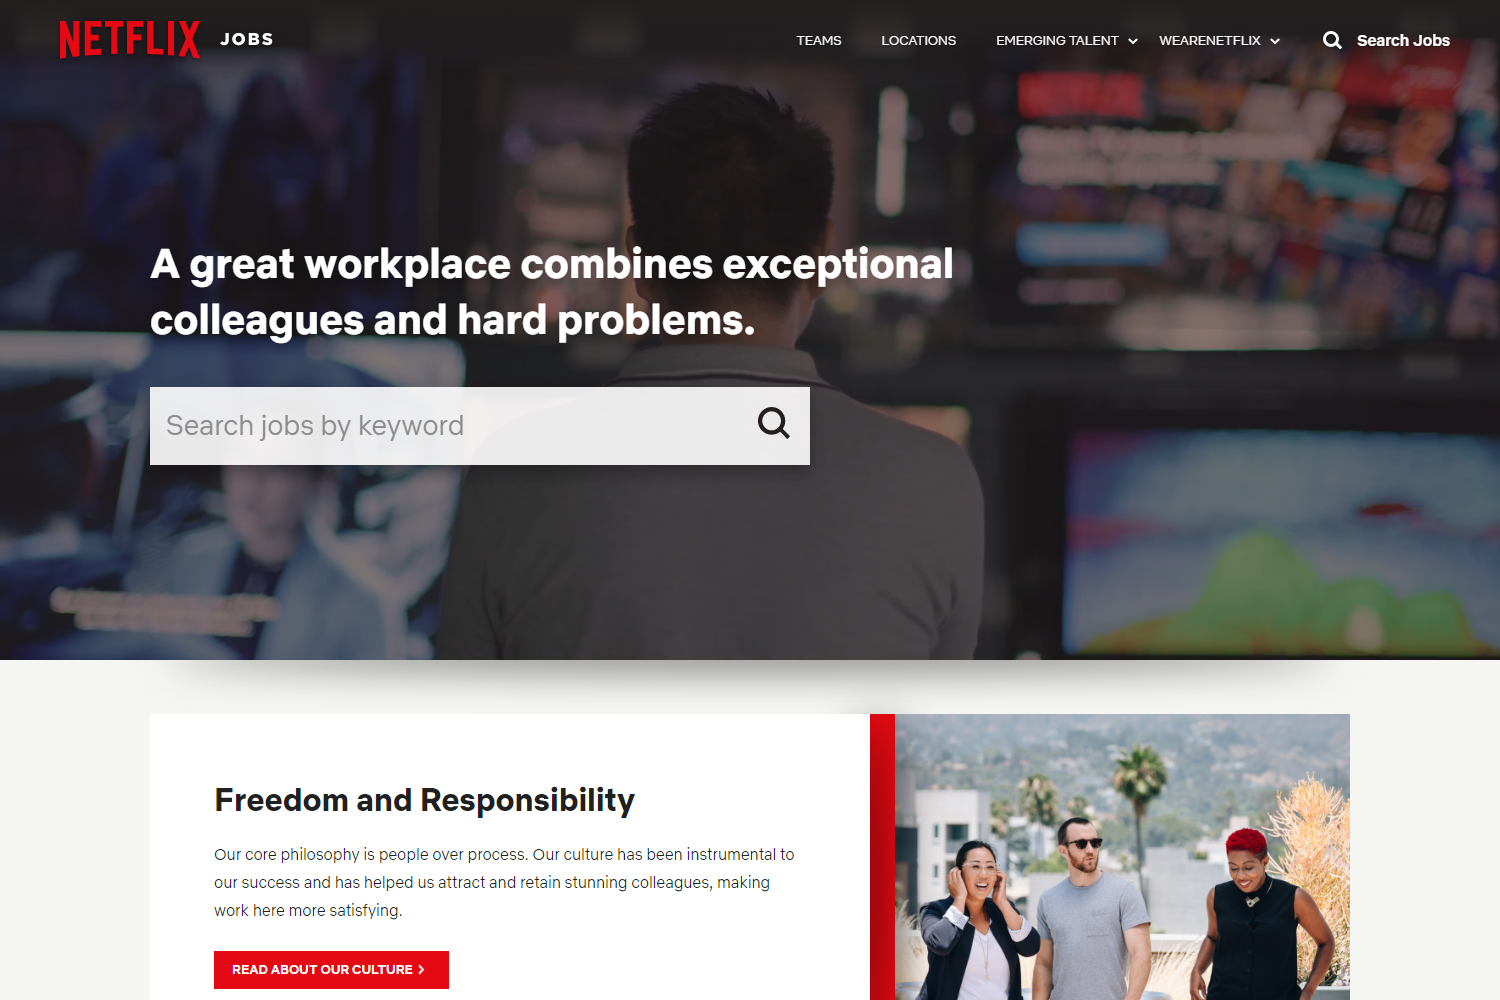 NETFLIX JOBS
TEAMS LOCATIONS EMERGING TALENT WEARENETFLIX Search Jobs
A great workplace combines exceptional
colleagues and hard problems.
Search jobs by keyword
Freedom and Responsibility
Our core philosophy is people over process. Our culture has been instrumental to
our success and has helped us attract and retain stunning colleagues, making
work here more satisfying.
READ ABOUT OUR CULTURE